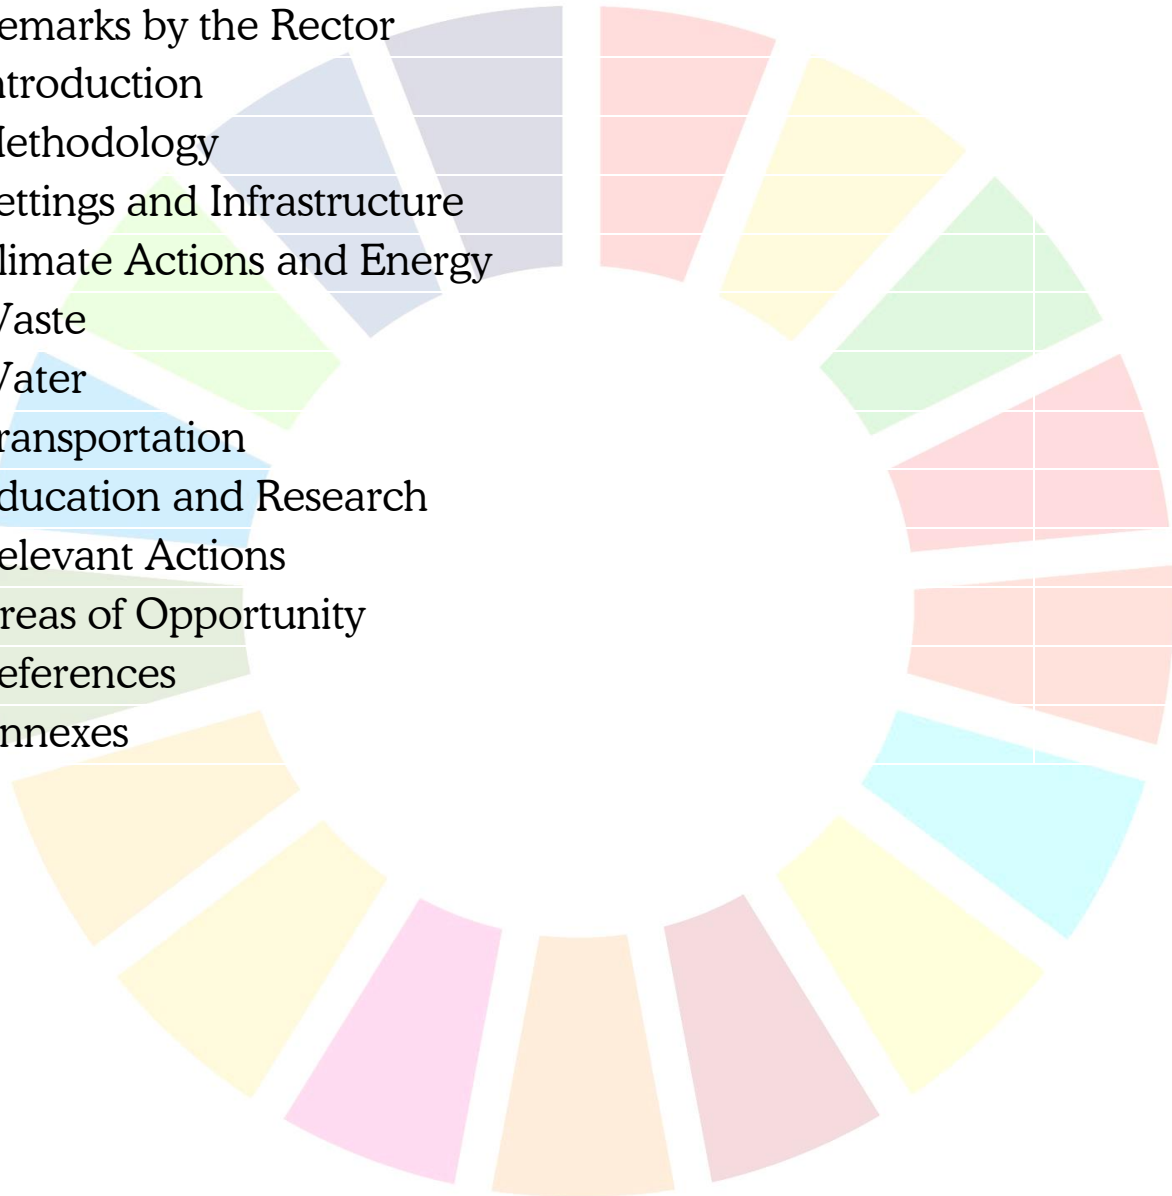 emarks by the Rector
ntroduction
ethodology
ettings and Infrastructure
limate Actions and Energy
aste
ater
ransportation
ducation and Research
elevant Actions
reas of Opportunity
eferences
nnexes